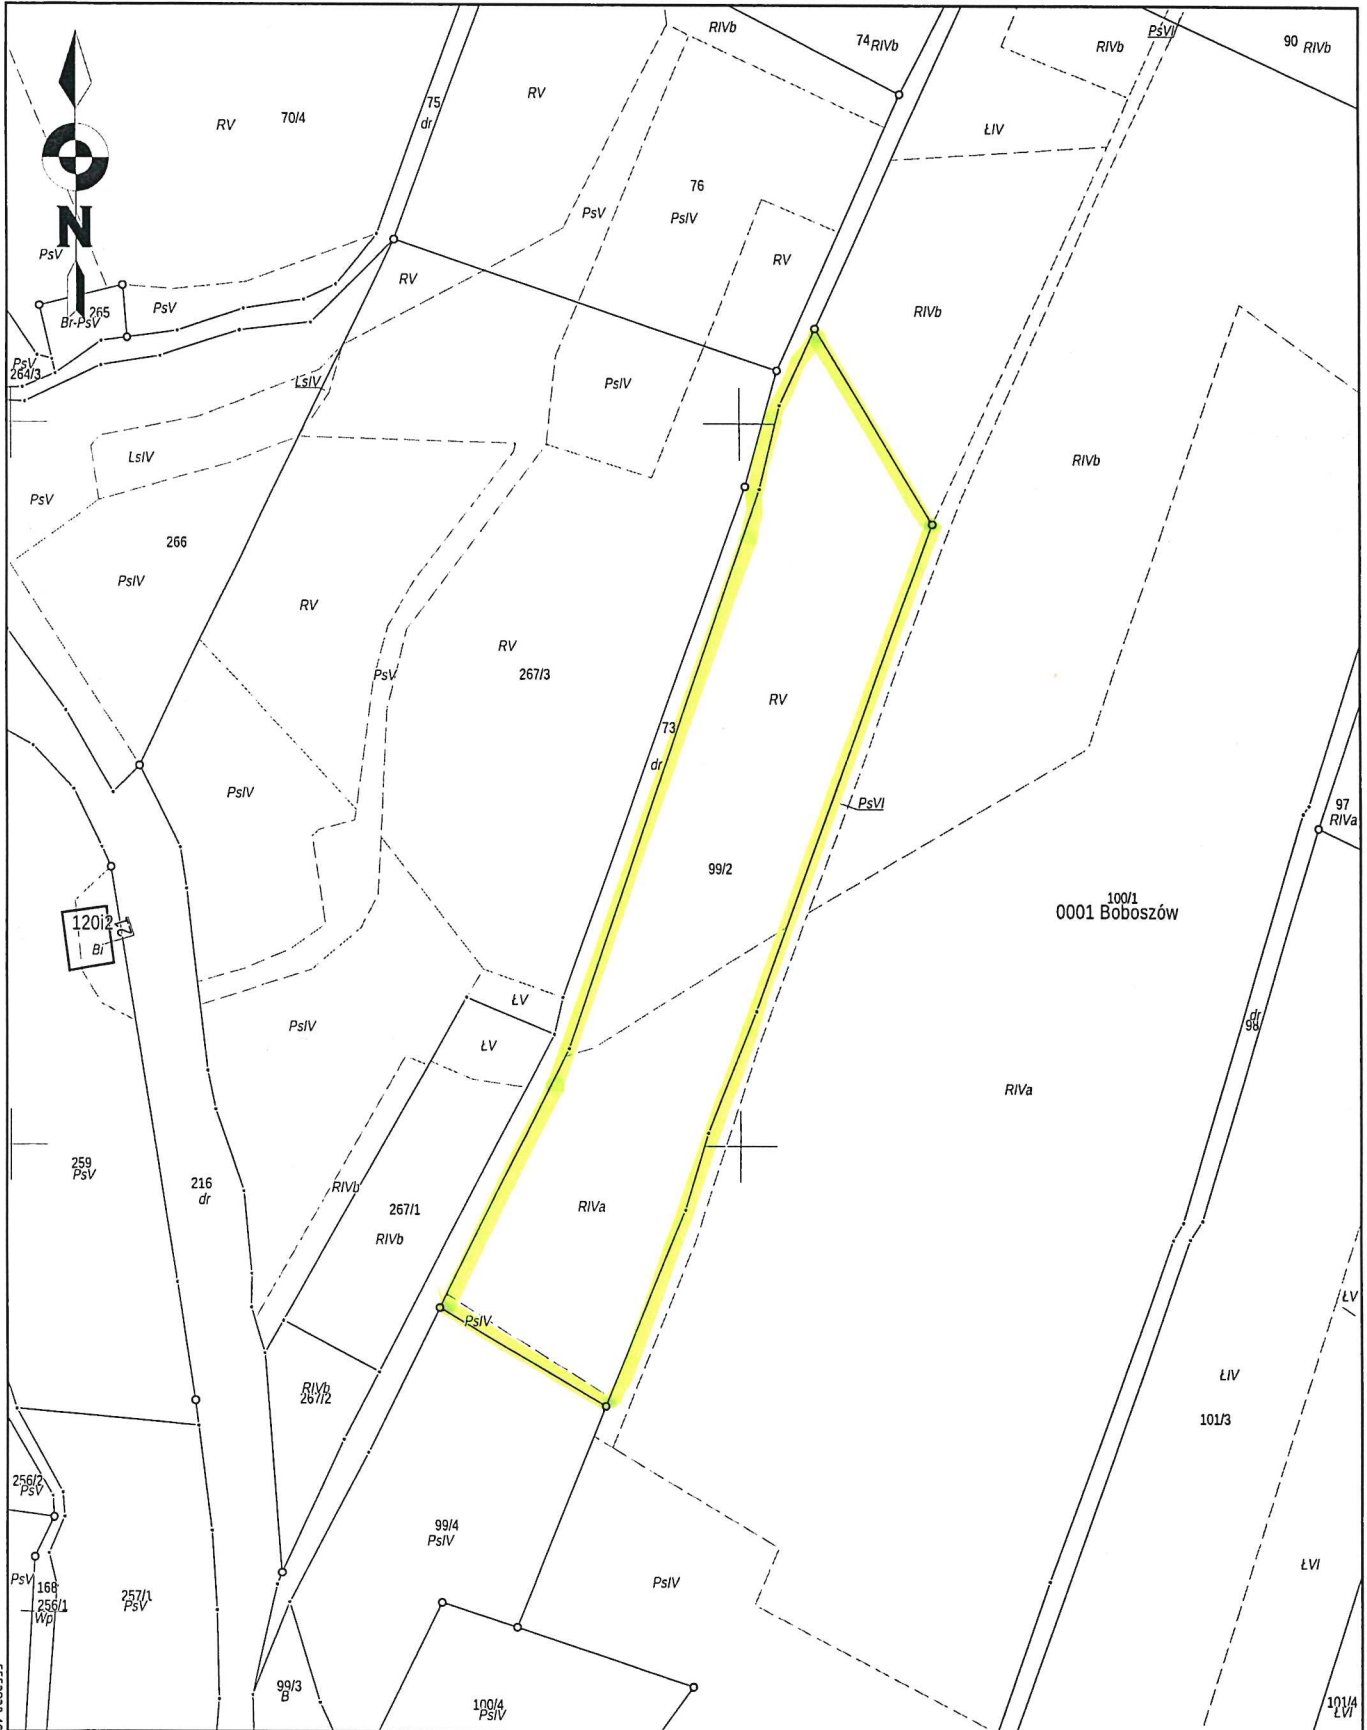 RIVb
74 RIVb
PsVI
RIVb
90 RIVb
75
dr
RV
RV
70/4
ŁIV
76
PsIV
PsV
N
PsV
RV
RV
265
Br-PsV
PsV
RIVb
PsV
264/3
LsIV
PsIV
LsIV
RIVb
PsV
266
PsIV
RV
RV
267/3
PsV
RV
73
dr
PsIV
PsVI
97
RIVa
99/2
100/1
0001 Boboszów
120i2
Bi
ŁV
PsIV
ŁV
dr
98
RIVa
259
PsV
216
dr
RIVb
267/1
RIVb
RIVa
PsIV
ŁV
RIVb
267/2
ŁIV
101/3
256/2
PsV
99/4
PsIV
PsV
168
256/1
Wp
257/1
PsV
PsIV
ŁVI
99/3
B
100/4
PsIV
101/4
ŁVI